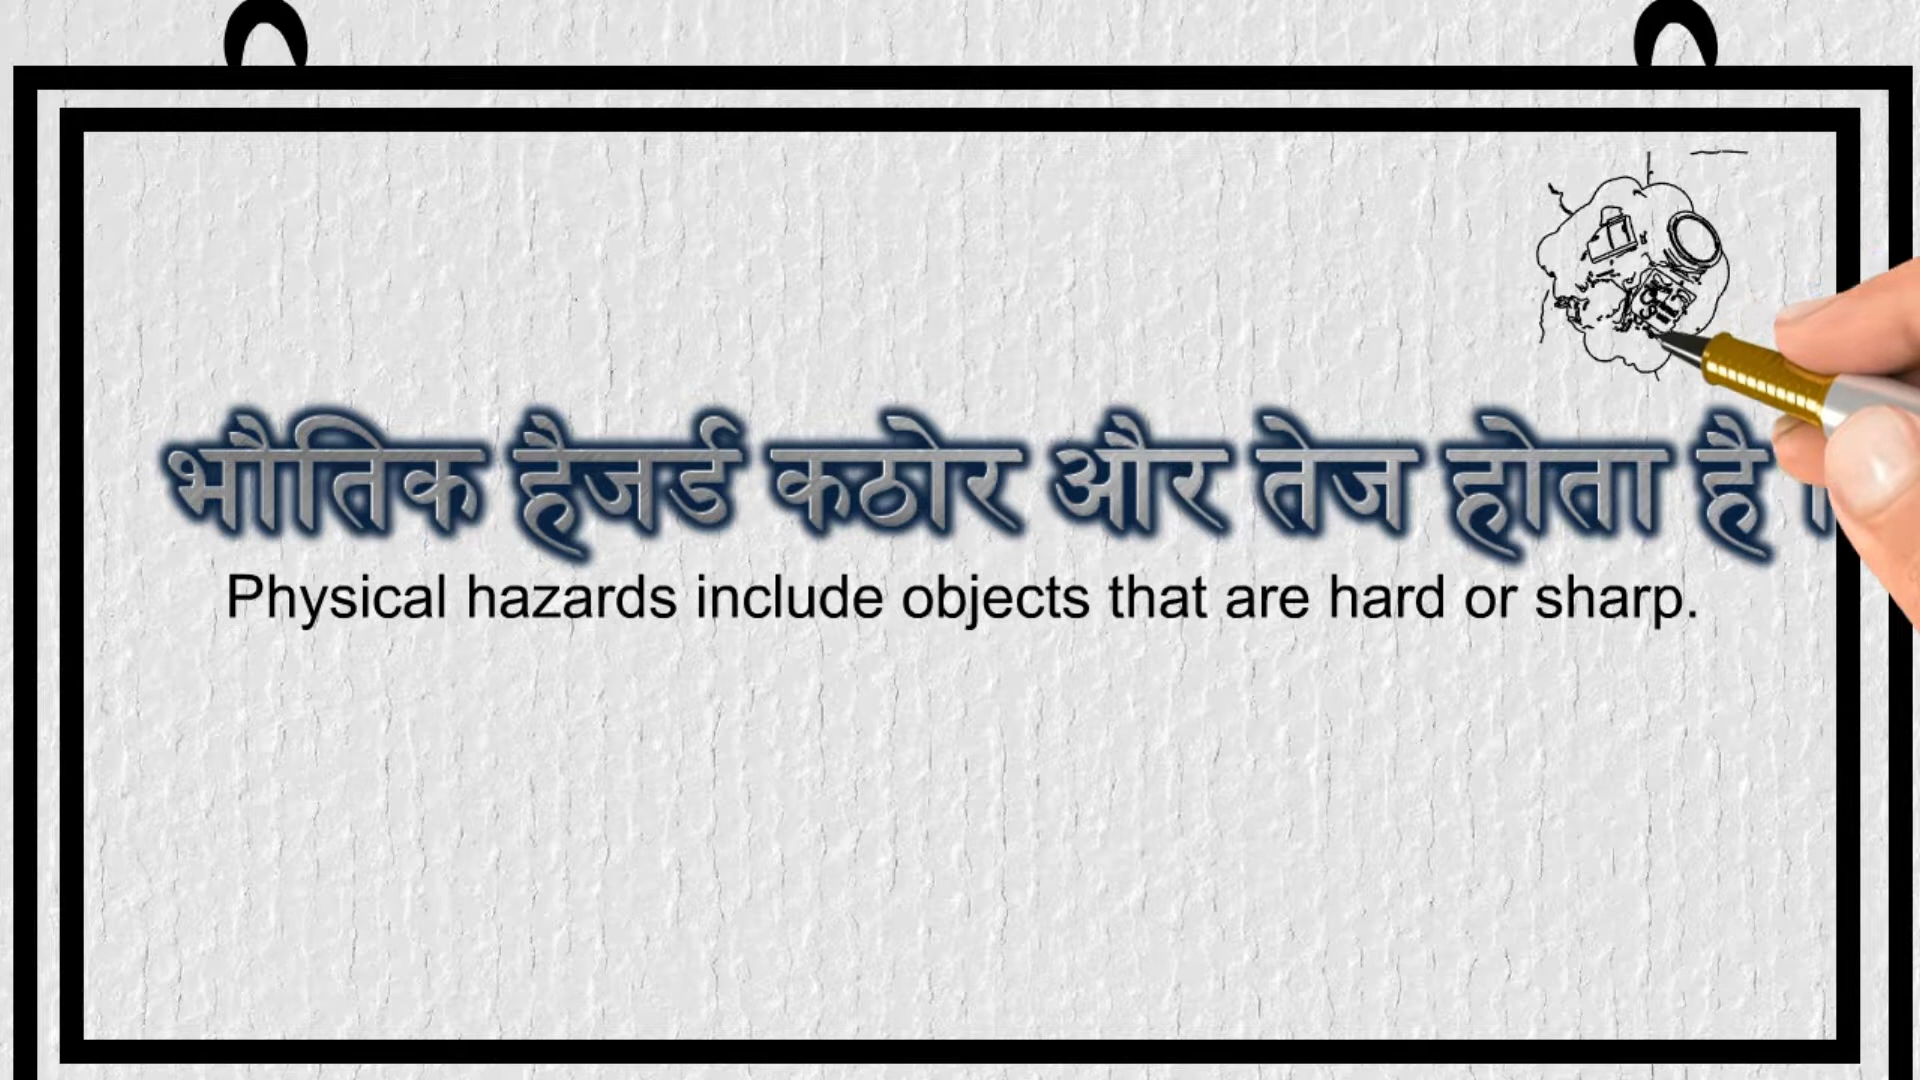 भौतिक हैजर्ड कठोर और तेज होता है ।
Physical hazards include objects that are hard or sharp.